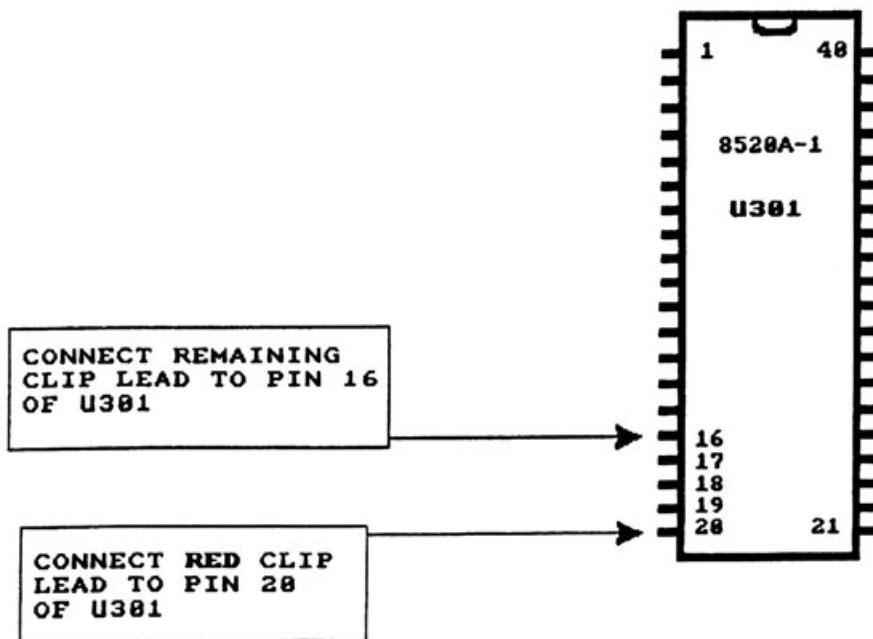 1 40
8520A-1
U301
CONNECT REMAINING
CLIP LEAD TO PIN 16
OF U301
16
17
18
19
20 21
CONNECT RED CLIP
LEAD TO PIN 20
OF U301